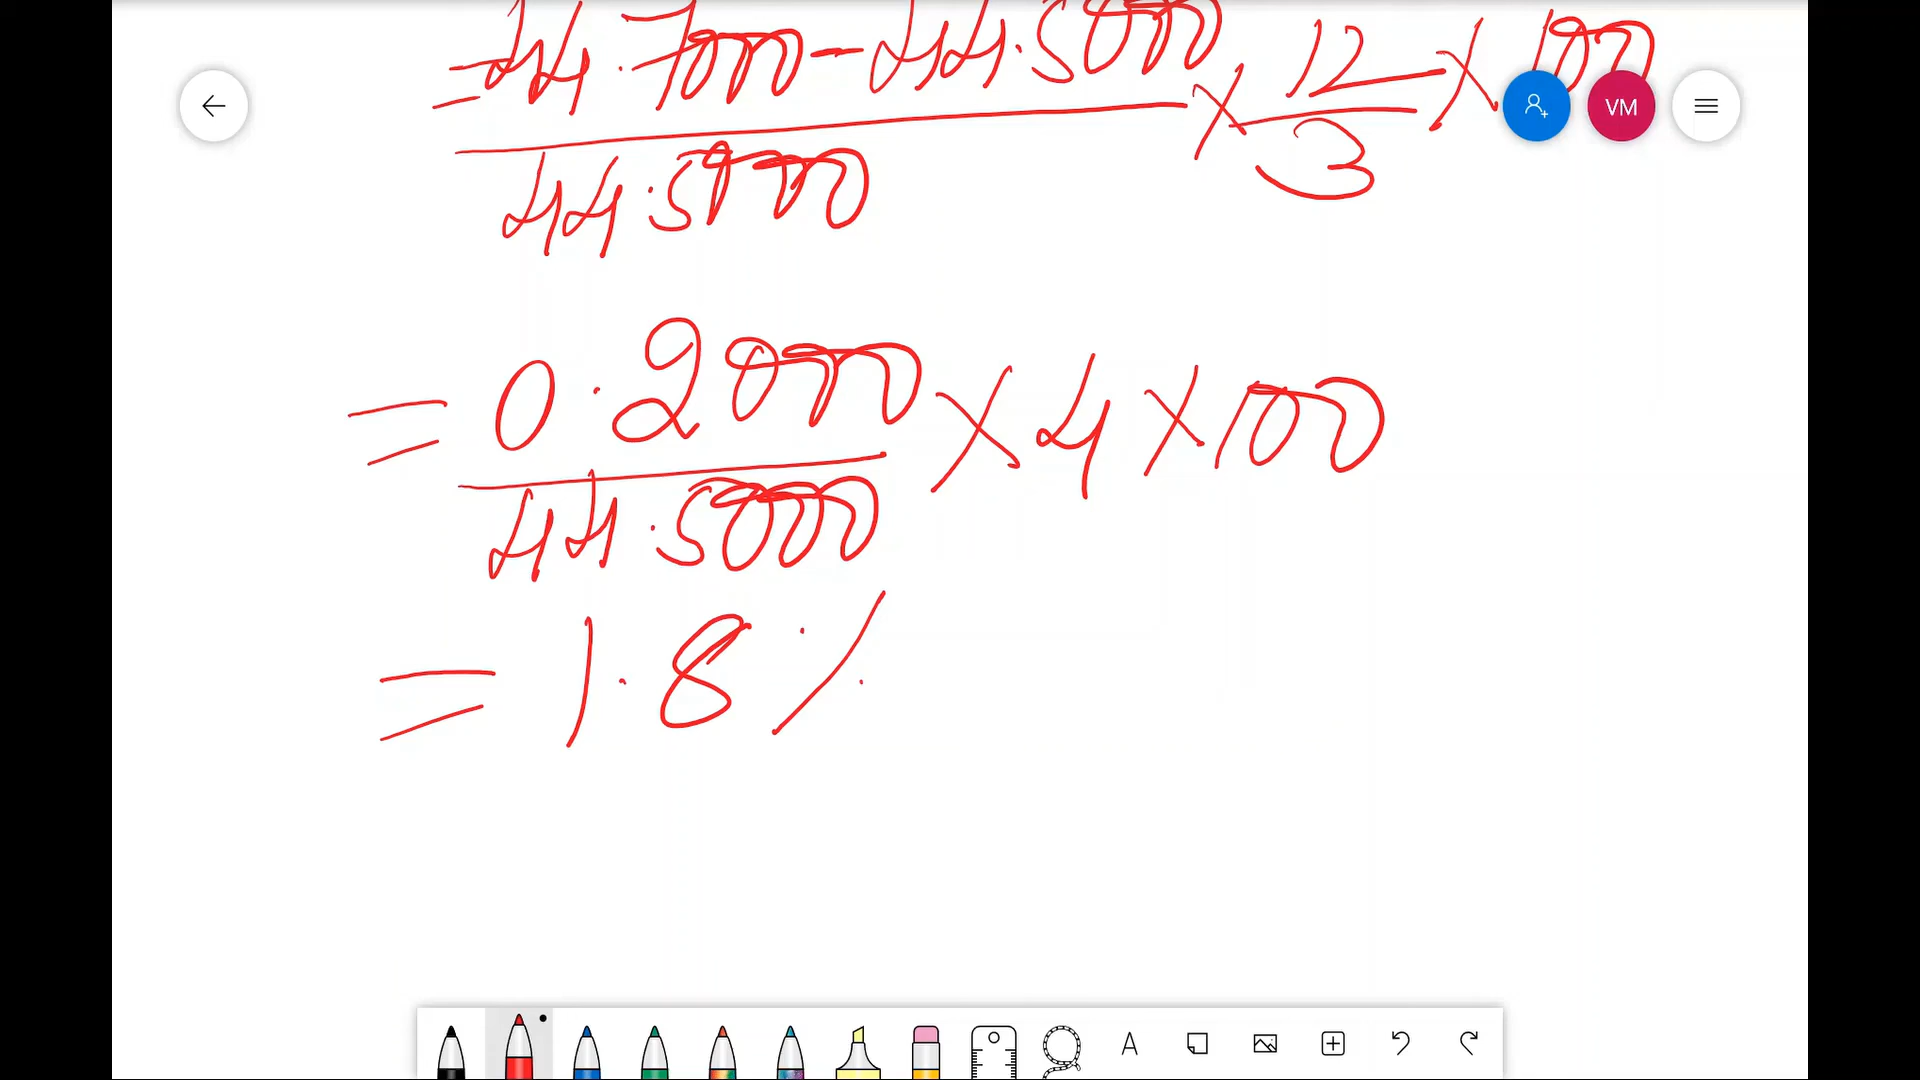 = 44.7000 - 44.5000 / 44.5000 × 12 / 3 × 100
VM
= 0.2000 / 44.5000 × 4 × 100
= 1.8 %
A